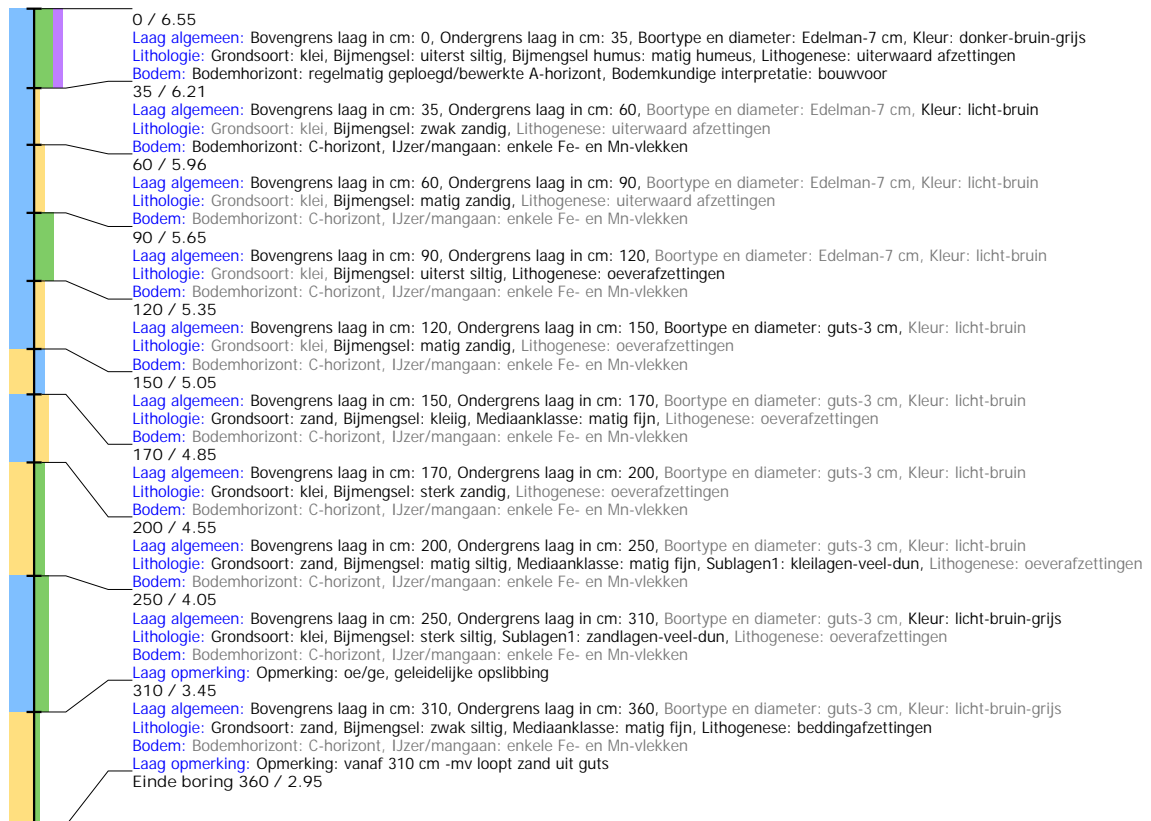 0 / 6.55
Laag algemeen: Bovengrens laag in cm: 0, Ondergrens laag in cm: 35, Boortype en diameter: Edelman-7 cm, Kleur: donker-bruin-grijs
Lithologie: Grondsoort: klei, Bijmengsel: uiterst siltig, Bijmengsel humus: matig humeus, Lithogenese: uiterwaard afzettingen
Bodem: Bodemhorizont: regelmatig geploegd/bewerkte A-horizont, Bodemkundige interpretatie: bouwvoor
35 / 6.21
Laag algemeen: Bovengrens laag in cm: 35, Ondergrens laag in cm: 60, Boortype en diameter: Edelman-7 cm, Kleur: licht-bruin
Lithologie: Grondsoort: klei, Bijmengsel: zwak zandig, Lithogenese: uiterwaard afzettingen
Bodem: Bodemhorizont: C-horizont, IJzer/mangaan: enkele Fe- en Mn-vlekken
60 / 5.96
Laag algemeen: Bovengrens laag in cm: 60, Ondergrens laag in cm: 90, Boortype en diameter: Edelman-7 cm, Kleur: licht-bruin
Lithologie: Grondsoort: klei, Bijmengsel: matig zandig, Lithogenese: uiterwaard afzettingen
Bodem: Bodemhorizont: C-horizont, IJzer/mangaan: enkele Fe- en Mn-vlekken
90 / 5.65
Laag algemeen: Bovengrens laag in cm: 90, Ondergrens laag in cm: 120, Boortype en diameter: Edelman-7 cm, Kleur: licht-bruin
Lithologie: Grondsoort: klei, Bijmengsel: uiterst siltig, Lithogenese: oeverafzettingen
Bodem: Bodemhorizont: C-horizont, IJzer/mangaan: enkele Fe- en Mn-vlekken
120 / 5.35
Laag algemeen: Bovengrens laag in cm: 120, Ondergrens laag in cm: 150, Boortype en diameter: guts-3 cm, Kleur: licht-bruin
Lithologie: Grondsoort: klei, Bijmengsel: matig zandig, Lithogenese: oeverafzettingen
Bodem: Bodemhorizont: C-horizont, IJzer/mangaan: enkele Fe- en Mn-vlekken
150 / 5.05
Laag algemeen: Bovengrens laag in cm: 150, Ondergrens laag in cm: 170, Boortype en diameter: guts-3 cm, Kleur: licht-bruin
Lithologie: Grondsoort: zand, Bijmengsel: kleiig, Mediaanklasse: matig fijn, Lithogenese: oeverafzettingen
Bodem: Bodemhorizont: C-horizont, IJzer/mangaan: enkele Fe- en Mn-vlekken
170 / 4.85
Laag algemeen: Bovengrens laag in cm: 170, Ondergrens laag in cm: 200, Boortype en diameter: guts-3 cm, Kleur: licht-bruin
Lithologie: Grondsoort: klei, Bijmengsel: sterk zandig, Lithogenese: oeverafzettingen
Bodem: Bodemhorizont: C-horizont, IJzer/mangaan: enkele Fe- en Mn-vlekken
200 / 4.55
Laag algemeen: Bovengrens laag in cm: 200, Ondergrens laag in cm: 250, Boortype en diameter: guts-3 cm, Kleur: licht-bruin
Lithologie: Grondsoort: zand, Bijmengsel: matig siltig, Mediaanklasse: matig fijn, Sublagen1: kleilagen-veel-dun, Lithogenese: oeverafzettingen
Bodem: Bodemhorizont: C-horizont, IJzer/mangaan: enkele Fe- en Mn-vlekken
250 / 4.05
Laag algemeen: Bovengrens laag in cm: 250, Ondergrens laag in cm: 310, Boortype en diameter: guts-3 cm, Kleur: licht-bruin-grijs
Lithologie: Grondsoort: klei, Bijmengsel: sterk siltig, Sublagen1: zandlagen-veel-dun, Lithogenese: oeverafzettingen
Bodem: Bodemhorizont: C-horizont, IJzer/mangaan: enkele Fe- en Mn-vlekken
Laag opmerking: Opmerking: oe/ge, geleidelijke opslibbing
310 / 3.45
Laag algemeen: Bovengrens laag in cm: 310, Ondergrens laag in cm: 360, Boortype en diameter: guts-3 cm, Kleur: licht-bruin-grijs
Lithologie: Grondsoort: zand, Bijmengsel: zwak siltig, Mediaanklasse: matig fijn, Lithogenese: beddingafzettingen
Bodem: Bodemhorizont: C-horizont, IJzer/mangaan: enkele Fe- en Mn-vlekken
Laag opmerking: Opmerking: vanaf 310 cm -mv loopt zand uit guts
Einde boring 360 / 2.95